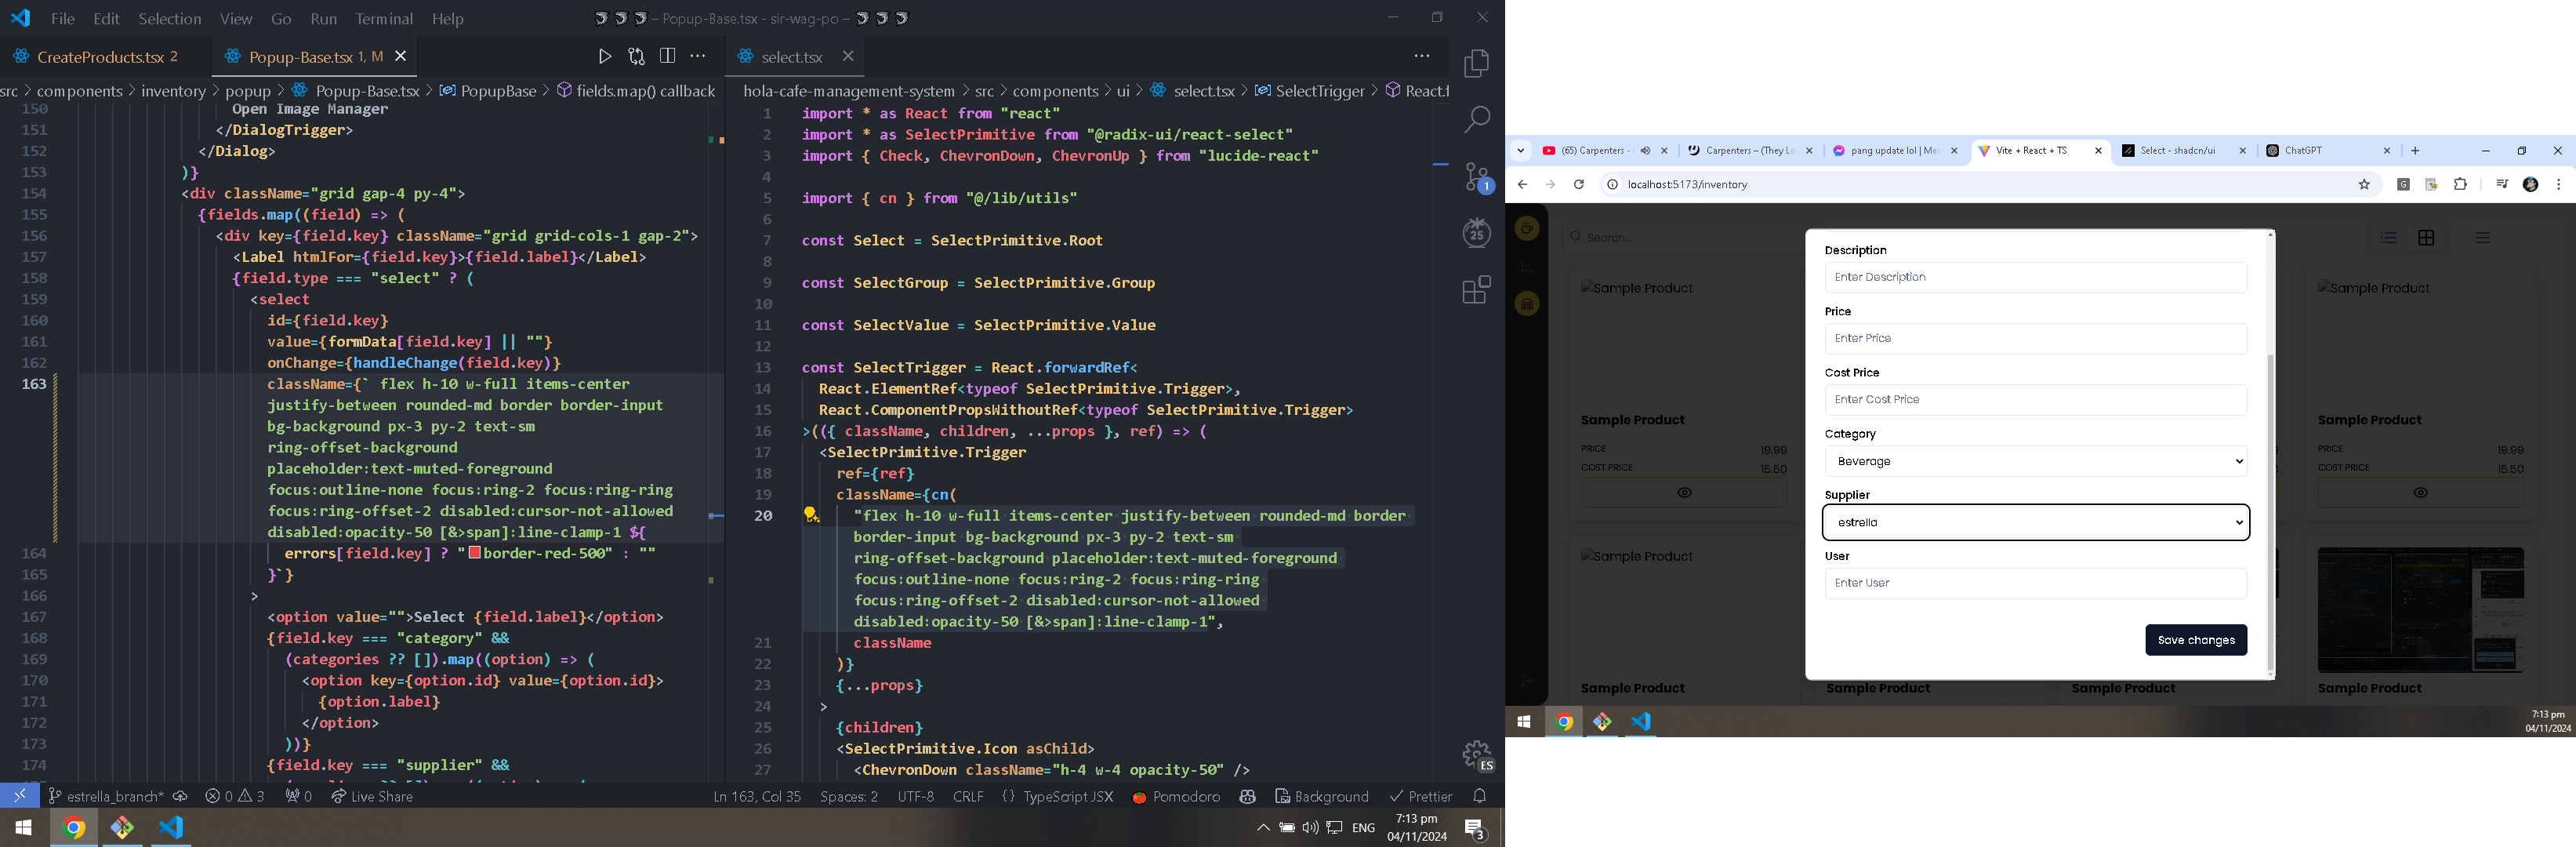 File Edit Selection View Go Run Terminal Help
– Popup-Base.tsx - sir-wag-po –
CreateProducts.tsx 2
Popup-Base.tsx 1, M
select.tsx
src > components > inventory > popup > Popup-Base.tsx > PopupBase > fields.map() callback
150 Open Image Manager
151 </DialogTrigger>
152 </Dialog>
153 )}
154 <div className="grid gap-4 py-4">
155 {fields.map((field) => (
156 <div key={field.key} className="grid grid-cols-1 gap-2">
157 <Label htmlFor={field.key}>{field.label}</Label>
158 {field.type === "select" ? (
159 <select
160 id={field.key}
161 value={formData[field.key] || ""}
162 onChange={handleChange(field.key)}
163 className={` flex h-10 w-full items-center
justify-between rounded-md border border-input
bg-background px-3 py-2 text-sm
ring-offset-background
placeholder:text-muted-foreground
focus:outline-none focus:ring-2 focus:ring-ring
focus:ring-offset-2 disabled:cursor-not-allowed
disabled:opacity-50 [&>span]:line-clamp-1 ${
164 errors[field.key] ? "border-red-500" : ""
165 }`}
166 >
167 <option value="">Select {field.label}</option>
168 {field.key === "category" &&
169 (categories ?? []).map((option) => (
170 <option key={option.id} value={option.id}>
171 {option.label}
172 </option>
173 ))}
174 {field.key === "supplier" &&
hola-cafe-management-system > src > components > ui > select.tsx > SelectTrigger > React.f
1 import * as React from "react"
2 import * as SelectPrimitive from "@radix-ui/react-select"
3 import { Check, ChevronDown, ChevronUp } from "lucide-react"
4
5 import { cn } from "@/lib/utils"
6
7 const Select = SelectPrimitive.Root
8
9 const SelectGroup = SelectPrimitive.Group
10
11 const SelectValue = SelectPrimitive.Value
12
13 const SelectTrigger = React.forwardRef<
14 React.ElementRef<typeof SelectPrimitive.Trigger>,
15 React.ComponentPropsWithoutRef<typeof SelectPrimitive.Trigger>
16 >(({ className, children, ...props }, ref) => (
17 <SelectPrimitive.Trigger
18 ref={ref}
19 className={cn(
20 "flex h-10 w-full items-center justify-between rounded-md border
border-input bg-background px-3 py-2 text-sm
ring-offset-background placeholder:text-muted-foreground
focus:outline-none focus:ring-2 focus:ring-ring
focus:ring-offset-2 disabled:cursor-not-allowed
disabled:opacity-50 [&>span]:line-clamp-1",
21 className
22 )}
23 {...props}
24 >
25 {children}
26 <SelectPrimitive.Icon asChild>
27 <ChevronDown className="h-4 w-4 opacity-50" />
1
25
ES
estrella_branch* 0 3 0 Live Share
Ln 163, Col 35 Spaces: 2 UTF-8 CRLF {} TypeScript JSX Pomodoro Background Prettier
ENG
7:13 pm
04/11/2024
3
(65) Carpenters -
Carpenters – (They Lo
pang update lol | Mes
Vite + React + TS
Select - shadcn/ui
ChatGPT
localhost:5173/inventory
Search...
Sample Product
Sample Product
Sample Product
Sample Product
PRICE
19.99
PRICE
19.99
COST PRICE
COST PRICE
15.50
15.50
Sample Product
Sample Product
Sample Product
Sample Product
Sample Product
Description
Enter Description
Price
Enter Price
Cost Price
Enter Cost Price
Category
Beverage
Supplier
estrella
User
Enter User
Save changes
7:13 pm
04/11/2024